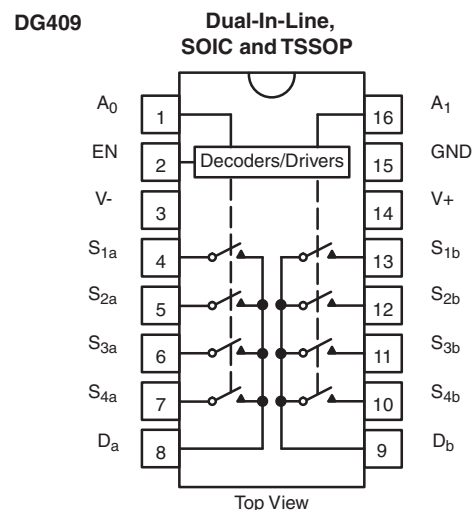 DG409
Dual-In-Line,
SOIC and TSSOP
A0 1 16 A1
EN 2 Decoders/Drivers 15 GND
V- 3 14 V+
S1a 4 13 S1b
S2a 5 12 S2b
S3a 6 11 S3b
S4a 7 10 S4b
Da 8 9 Db
Top View